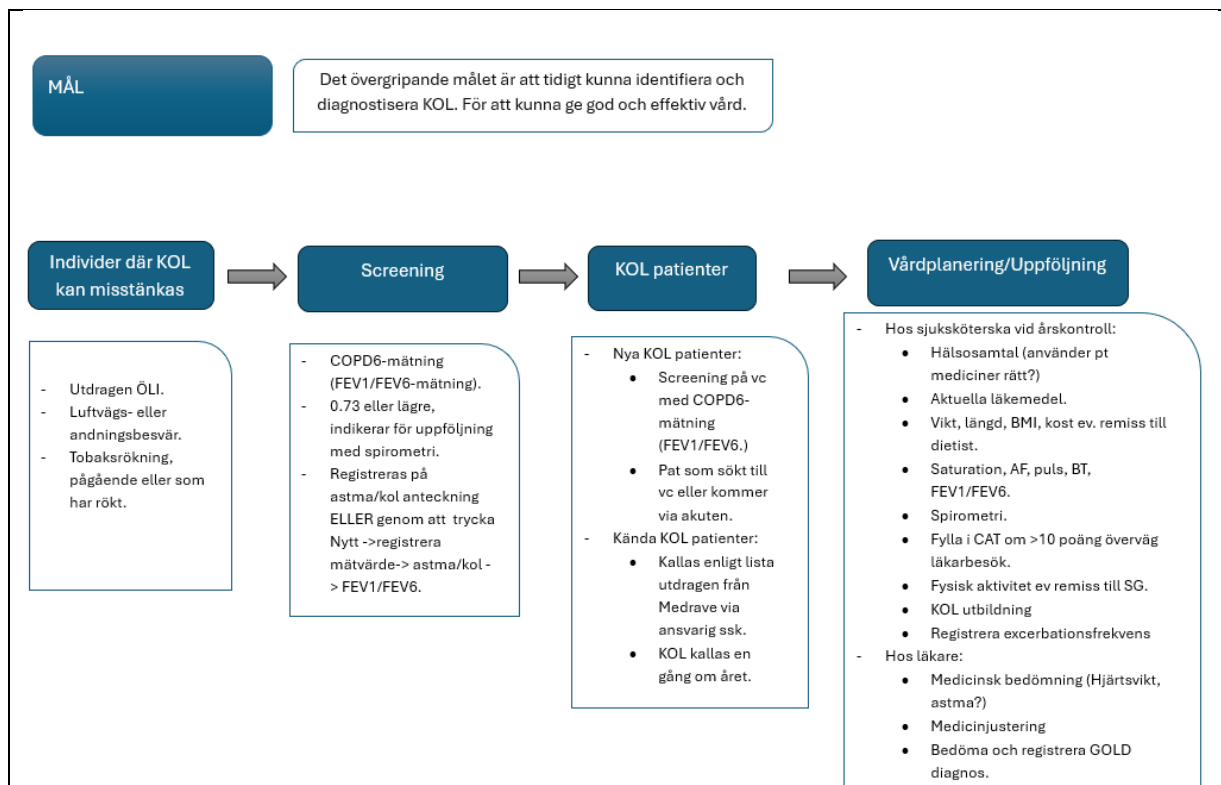 MÅL
Det övergripande målet är att tidigt kunna identifiera och
diagnostisera KOL. För att kunna ge god och effektiv vård.
Individer där KOL
kan misstänkas
- Utdragen ÖLI.
- Luftvägs- eller
andningsbesvär.
- Tobaksrökning,
pågående eller som
har rökt.
Screening
- COPD6-mätning
(FEV1/FEV6-mätning).
- 0.73 eller lägre,
indikerar för uppföljning
med spirometri.
- Registreras på
astma/kol anteckning
ELLER genom att trycka
Nytt ->registrera
mätvärde-> astma/kol -
> FEV1/FEV6.
KOL patienter
- Nya KOL patienter:
● Screening på vc
med COPD6-
mätning
(FEV1/FEV6.)
● Pat som sökt till
vc eller kommer
via akuten.
- Kända KOL patienter:
● Kallas enligt lista
utdragen från
Medrave via
ansvarig ssk.
● KOL kallas en
gång om året.
Vårdplanering/Uppföljning
- Hos sjuksköterska vid årskontroll:
● Hälsosamtal (använder pt
mediciner rätt?)
● Aktuella läkemedel.
● Vikt, längd, BMI, kost ev. remiss till
dietist.
● Saturation, AF, puls, BT,
FEV1/FEV6.
● Spirometri.
● Fylla i CAT om >10 poäng överväg
läkarbesök.
● Fysisk aktivitet ev remiss till SG.
● KOL utbildning
● Registrera excerbationsfrekvens
- Hos läkare:
● Medicinsk bedömning (Hjärtsvikt,
astma?)
● Medicinjustering
● Bedöma och registrera GOLD
diagnos.